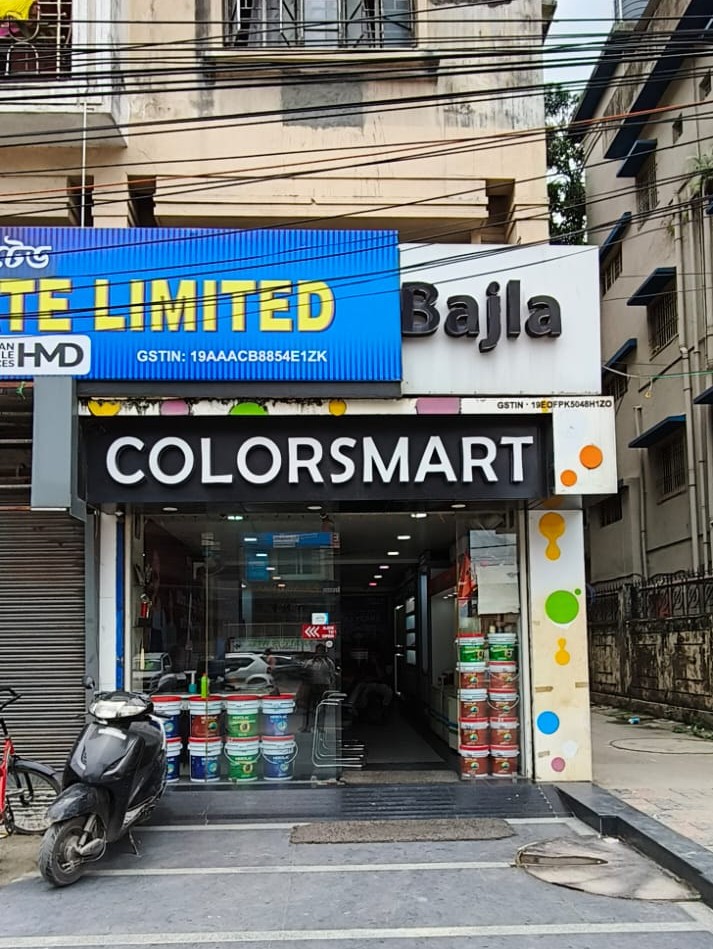 TE LIMITED
HMD
GSTIN: 19AAACB8854E1ZK
Bajla
GSTIN : 19EOFPK5048H1ZO
COLORSMART